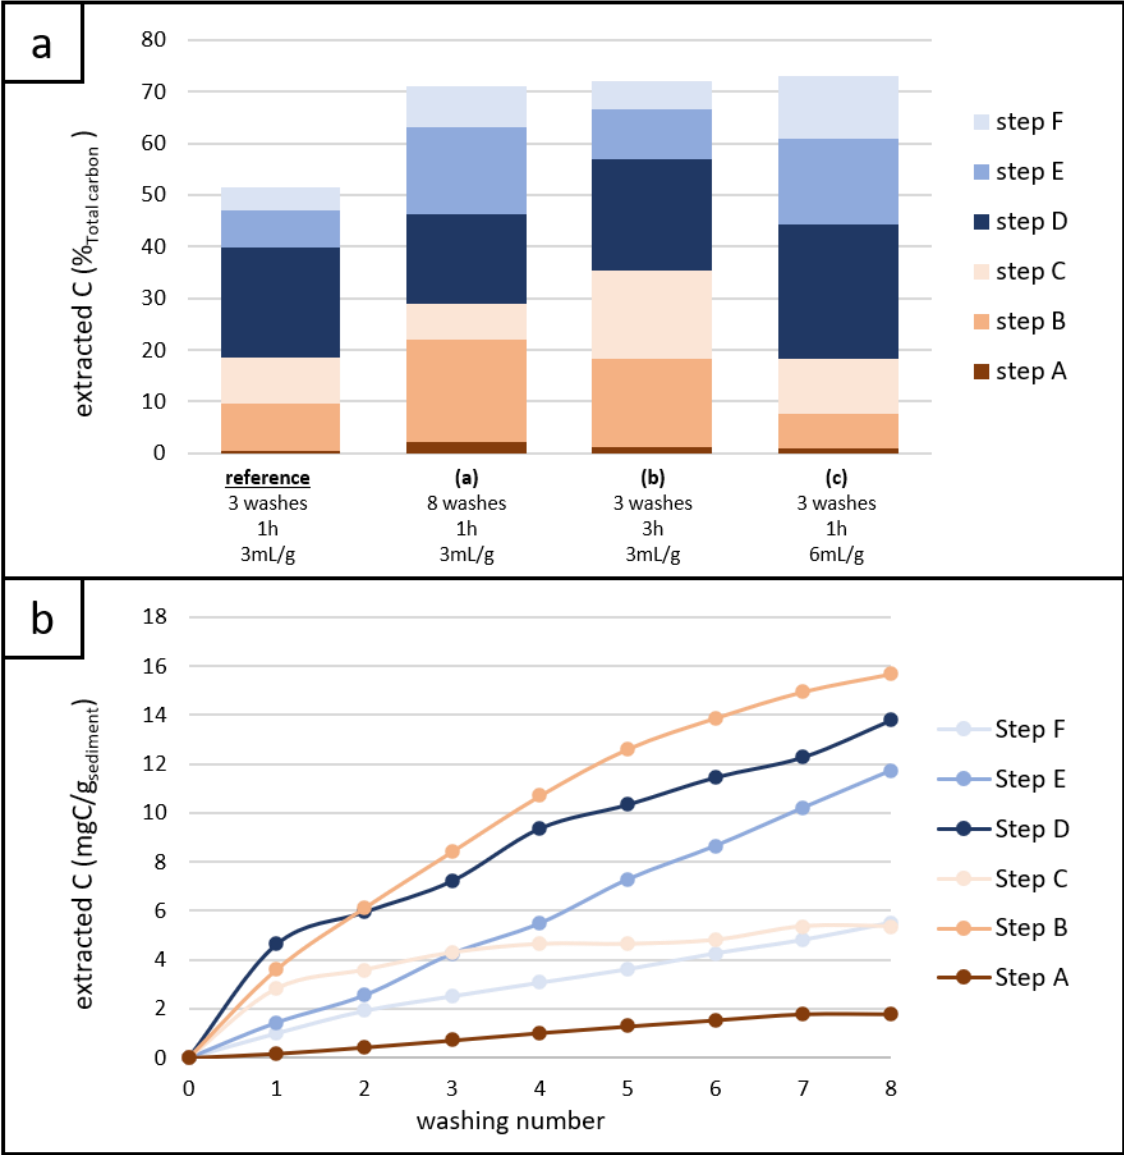 a
80
70
60
50
40
30
20
10
0
extracted C (%Total carbon )
reference
3 washes
1h
3mL/g
(a)
8 washes
1h
3mL/g
(b)
3 washes
3h
3mL/g
(c)
3 washes
1h
6mL/g
step F
step E
step D
step C
step B
step A
b
18
16
14
12
10
8
6
4
2
0
extracted C (mgC/gsediment)
0 1 2 3 4 5 6 7 8
washing number
Step F
Step E
Step D
Step C
Step B
Step A